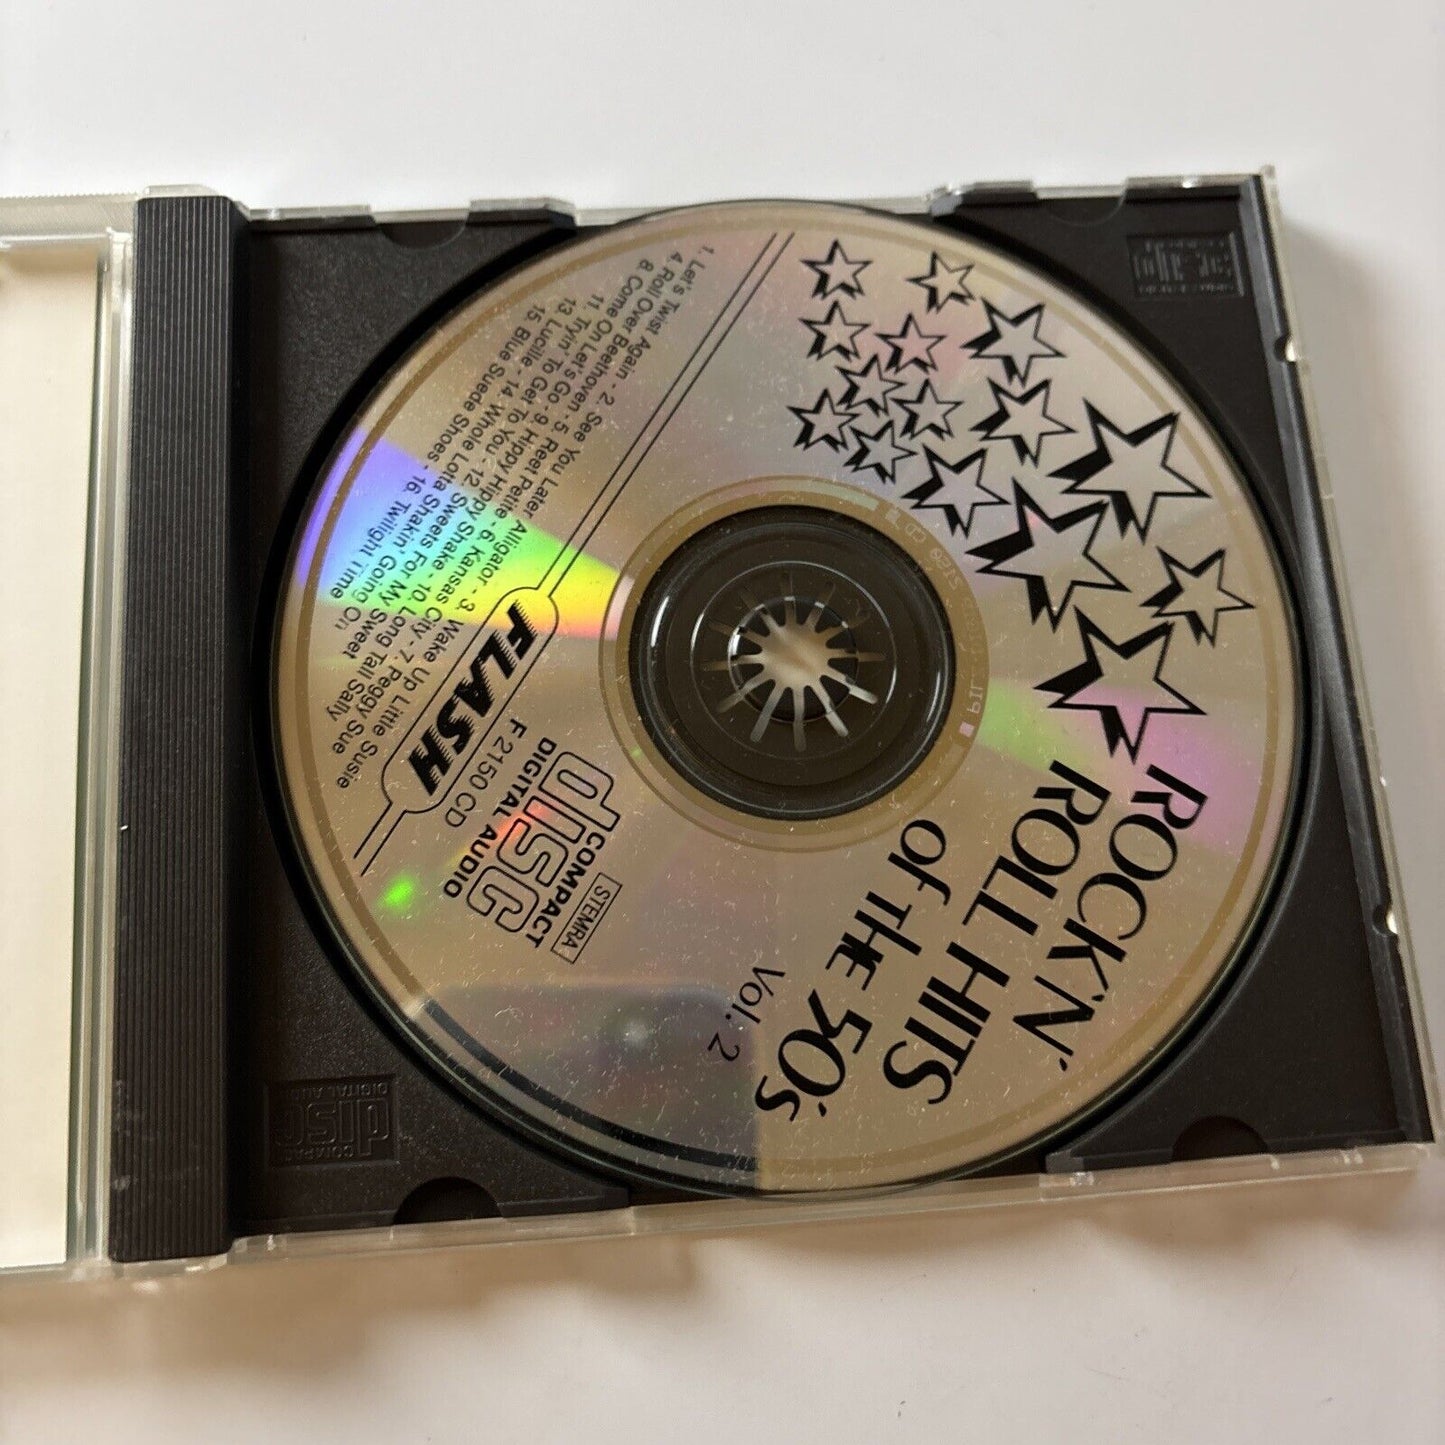 ROCK'N'
ROLL HITS
Of THE 50's
Vol. 2
COMPACT
disc
DIGITAL AUDIO
STEMRA
F 2150 CD
FLASH
1. Let's Twist Again - 2. See You Later Alligator - 3. Wake Up Little Susie
4. Roll Over Beethoven - 5. Reet Petite - 6. Kansas City - 7. Peggy Sue
8. Come On Let's Go - 9. Hippy Hippy Shake - 10. Long Tall Sally
11. Tryin' To Get To You - 12. Sweets For My Sweet
13. Lucille - 14. Whole Lotta Shakin' Going On
15. Blue Suede Shoes - 16. Twilight Time
COMPACT
disc
DIGITAL AUDIO